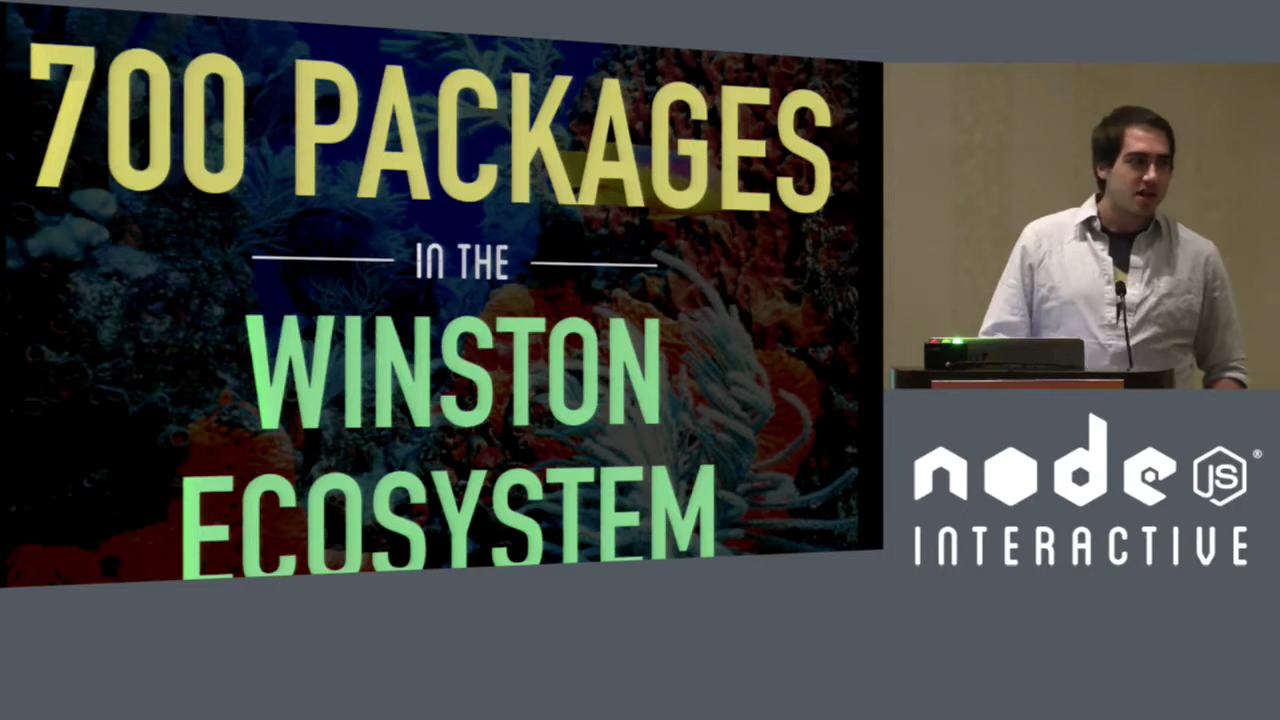 700 PACKAGES
IN THE
WINSTON
ECOSYSTEM
node JS ®
INTERACTIVE